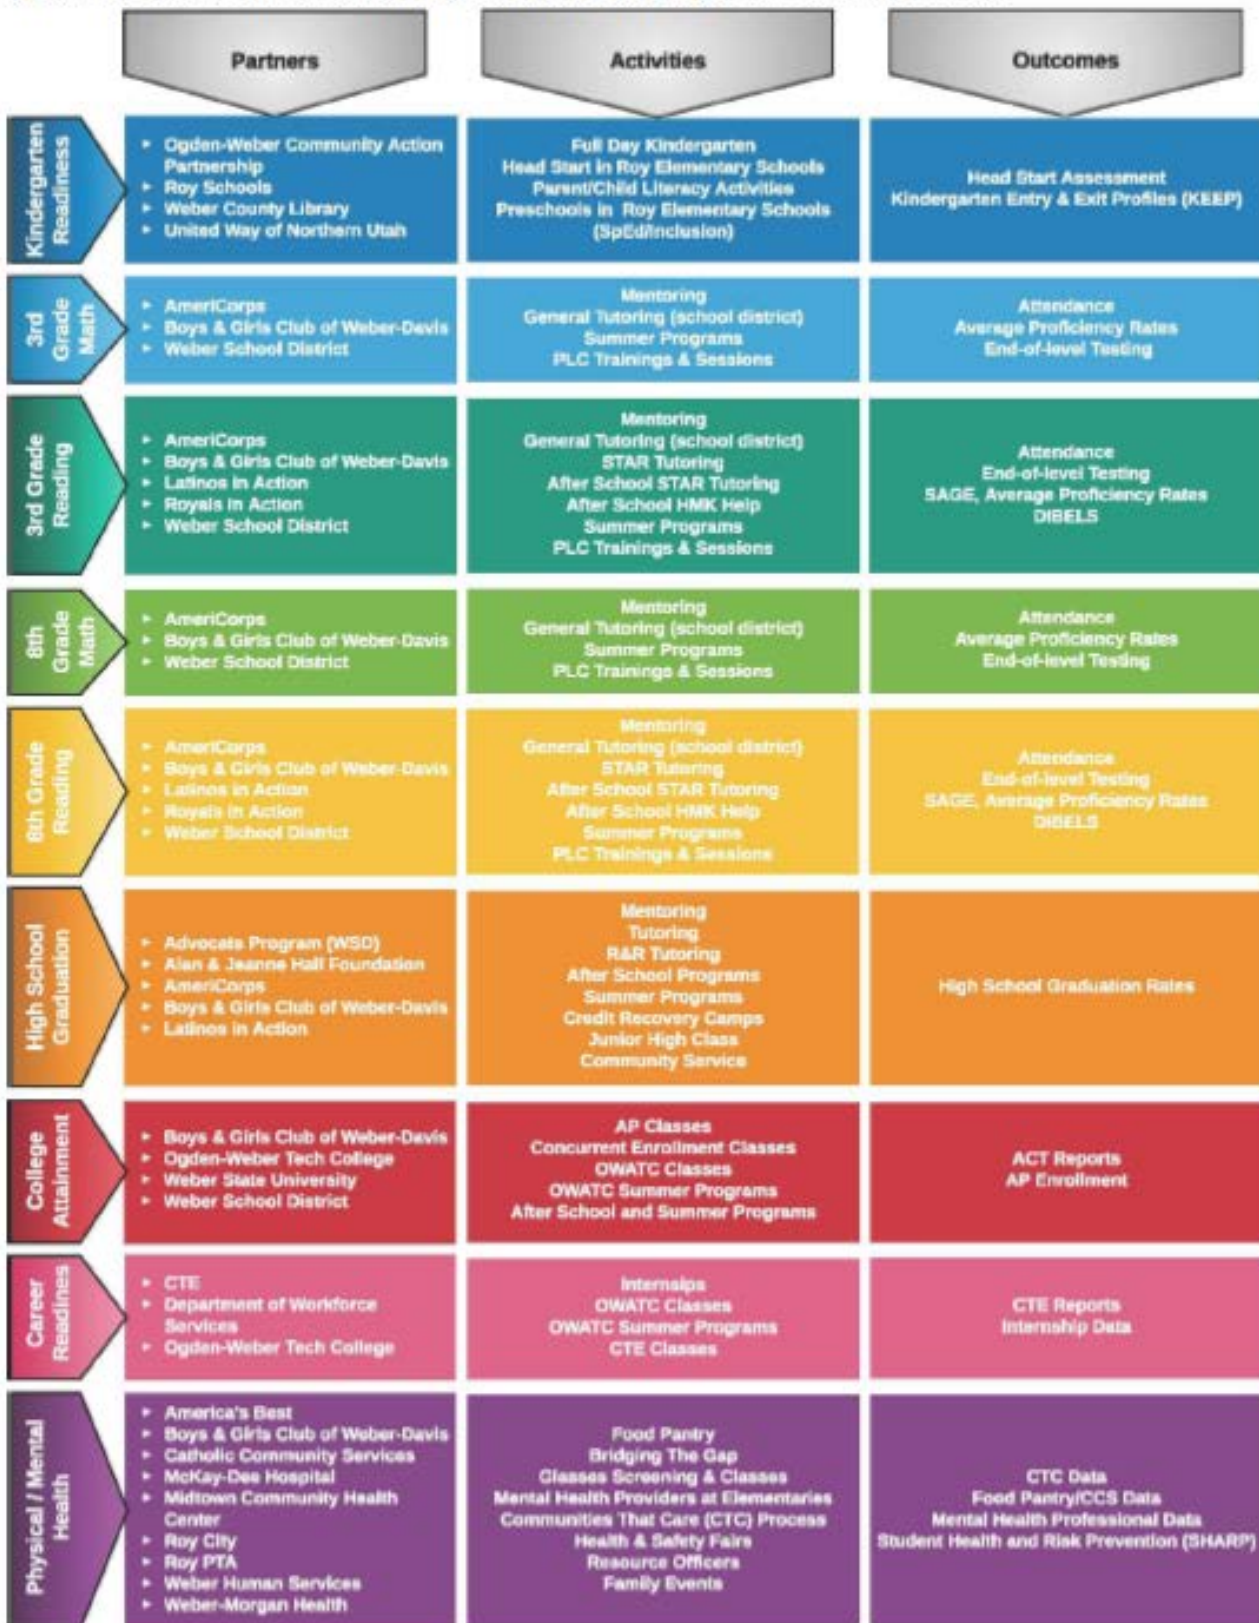 Partners
Activities
Outcomes
Kindergarten
Readiness
▸ Ogden-Weber Community Action
Partnership
▸ Roy Schools
▸ Weber County Library
▸ United Way of Northern Utah
Full Day Kindergarten
Head Start in Roy Elementary Schools
Parent/Child Literacy Activities
Preschools in Roy Elementary Schools
(SpEd/Inclusion)
Head Start Assessment
Kindergarten Entry & Exit Profiles (KEEP)
3rd
Grade
Math
▸ AmeriCorps
▸ Boys & Girls Club of Weber-Davis
▸ Weber School District
Mentoring
General Tutoring (school district)
Summer Programs
PLC Trainings & Sessions
Attendance
Average Proficiency Rates
End-of-level Testing
3rd Grade
Reading
▸ AmeriCorps
▸ Boys & Girls Club of Weber-Davis
▸ Latinos in Action
▸ Royals in Action
▸ Weber School District
Mentoring
General Tutoring (school district)
STAR Tutoring
After School STAR Tutoring
After School HMK Help
Summer Programs
PLC Trainings & Sessions
Attendance
End-of-level Testing
SAGE, Average Proficiency Rates
DIBELS
8th
Grade
Math
▸ AmeriCorps
▸ Boys & Girls Club of Weber-Davis
▸ Weber School District
Mentoring
General Tutoring (school district)
Summer Programs
PLC Trainings & Sessions
Attendance
Average Proficiency Rates
End-of-level Testing
8th Grade
Reading
▸ AmeriCorps
▸ Boys & Girls Club of Weber-Davis
▸ Latinos in Action
▸ Royals in Action
▸ Weber School District
Mentoring
General Tutoring (school district)
STAR Tutoring
After School STAR Tutoring
After School HMK Help
Summer Programs
PLC Trainings & Sessions
Attendance
End-of-level Testing
SAGE, Average Proficiency Rates
DIBELS
High School
Graduation
▸ Advocate Program (WSD)
▸ Alan & Jeanne Hall Foundation
▸ AmeriCorps
▸ Boys & Girls Club of Weber-Davis
▸ Latinos in Action
Mentoring
Tutoring
R&R Tutoring
After School Programs
Summer Programs
Credit Recovery Camps
Junior High Class
Community Service
High School Graduation Rates
College
Attainment
▸ Boys & Girls Club of Weber-Davis
▸ Ogden-Weber Tech College
▸ Weber State University
▸ Weber School District
AP Classes
Concurrent Enrollment Classes
OWATC Classes
OWATC Summer Programs
After School and Summer Programs
ACT Reports
AP Enrollment
Career
Readines
▸ CTE
▸ Department of Workforce
Services
▸ Ogden-Weber Tech College
Internsips
OWATC Classes
OWATC Summer Programs
CTE Classes
CTE Reports
Internship Data
Physical / Mental
Health
▸ America's Best
▸ Boys & Girls Club of Weber-Davis
▸ Catholic Community Services
▸ McKay-Dee Hospital
▸ Midtown Community Health
Center
▸ Roy City
▸ Roy PTA
▸ Weber Human Services
▸ Weber-Morgan Health
Food Pantry
Bridging The Gap
Glasses Screening & Classes
Mental Health Providers at Elementaries
Communities That Care (CTC) Process
Health & Safety Fairs
Resource Officers
Family Events
CTC Data
Food Pantry/CCS Data
Mental Health Professional Data
Student Health and Risk Prevention (SHARP)